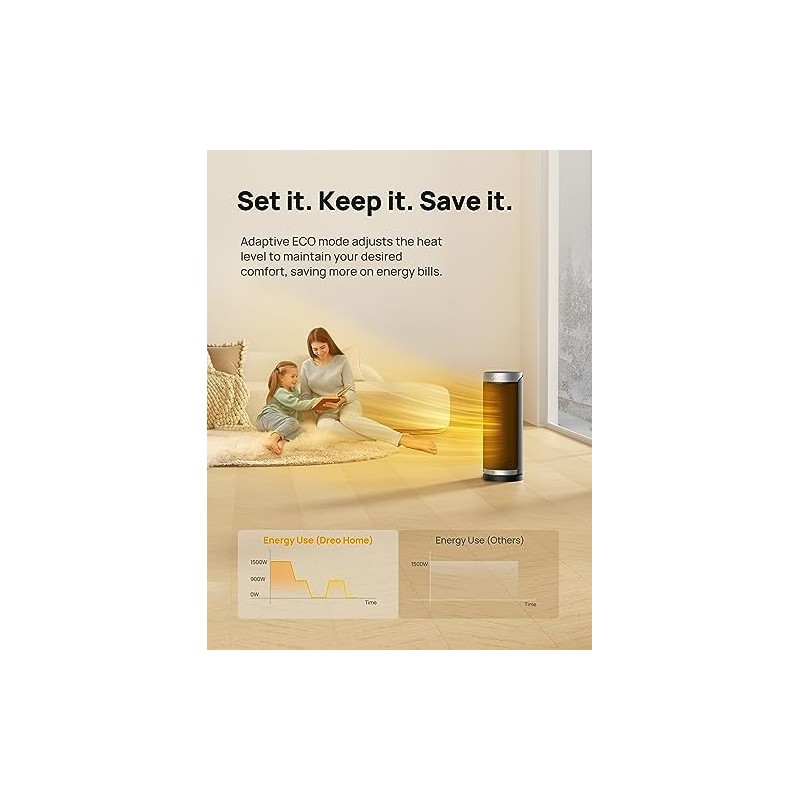 Set it. Keep it. Save it.
Adaptive ECO mode adjusts the heat
level to maintain your desired
comfort, saving more on energy bills.
Energy Use (Dreo Home)
1500W
900W
0W
Time
Energy Use (Others)
1500W
Time